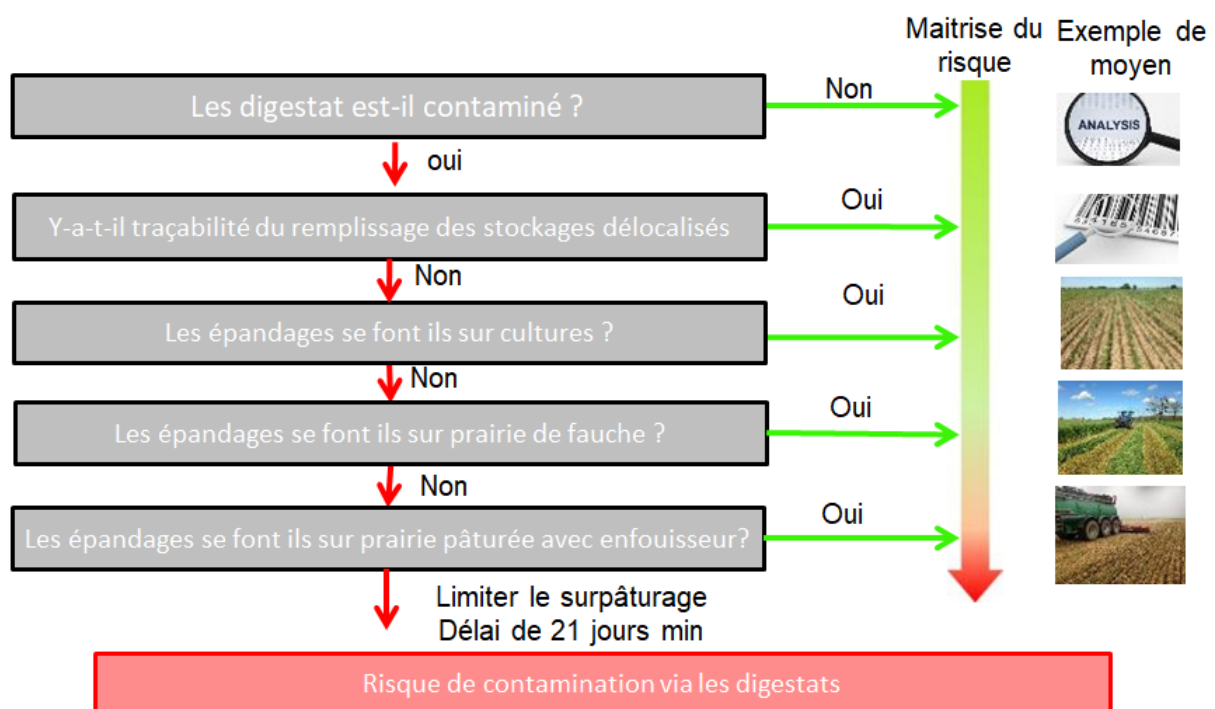 Maitrise du risque
Exemple de moyen
Les digestat est-il contaminé ?
Non
ANALYSIS
oui
Y-a-t-il traçabilité du remplissage des stockages délocalisés
Oui
Non
Les épandages se font ils sur cultures ?
Oui
Non
Les épandages se font ils sur prairie de fauche ?
Oui
Non
Les épandages se font ils sur prairie pâturée avec enfouisseur?
Oui
Limiter le surpâturage
Délai de 21 jours min
Risque de contamination via les digestats